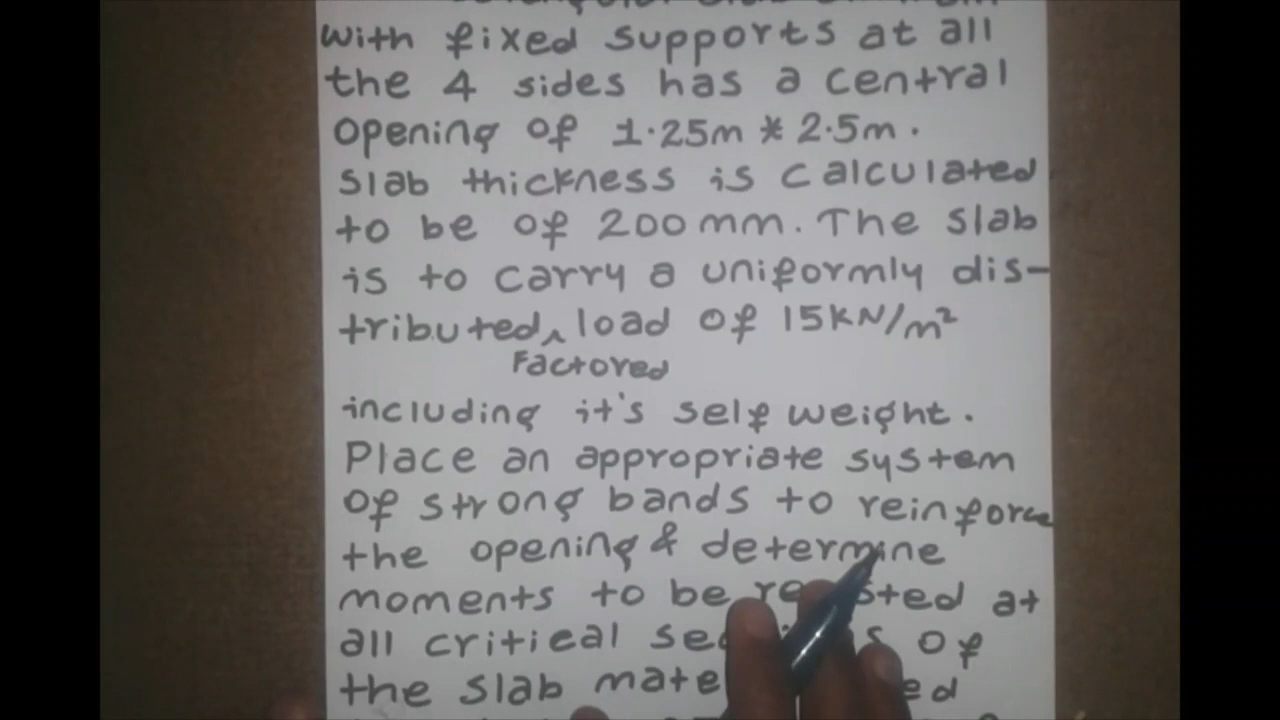 with fixed supports at all
the 4 sides has a central
opening of 1.25m * 2.5m.
Slab thickness is calculated
to be of 200mm. The slab
is to carry a uniformly dis-
tributed ^ load of 15kN/m²
Factored
including it's self weight.
Place an appropriate system
of strong bands to reinforce
the opening & determine
moments to be
at
all critical
of
the slab